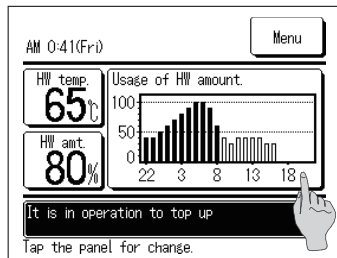 AM 0:41(Fri)
Menu
HW temp.
65℃
HW amt.
80%
Usage of HW amount.
100
50
0
22 3 8 13 18
It is in operation to top up
Tap the panel for change.